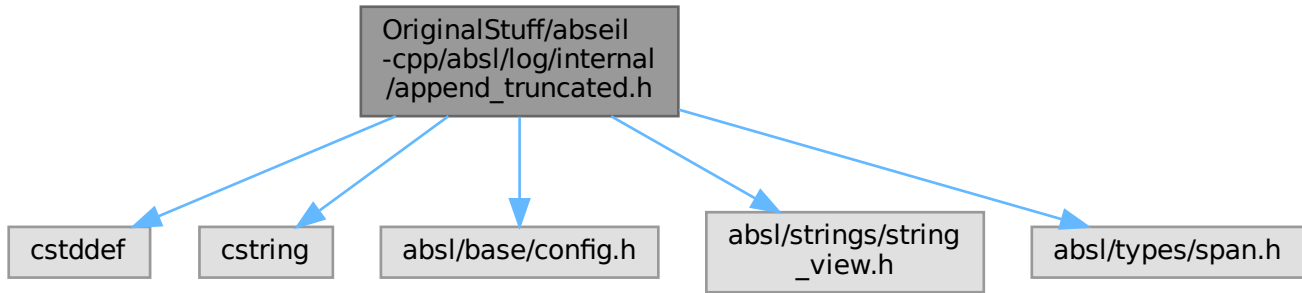 OriginalStuff/abseil
-cpp/absl/log/internal
/append_truncated.h
cstddef
cstring
absl/base/config.h
absl/strings/string
_view.h
absl/types/span.h